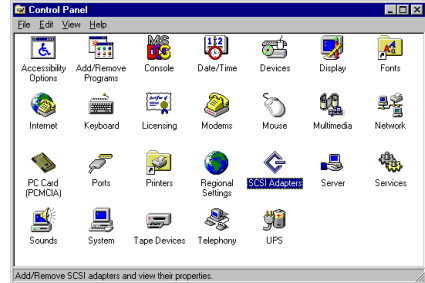 Control Panel
File Edit View Help
Accessibility Options
Add/Remove Programs
Console
Date/Time
Devices
Display
Fonts
Internet
Keyboard
Licensing
Modems
Mouse
Multimedia
Network
PC Card (PCMCIA)
Ports
Printers
Regional Settings
SCSI Adapters
Server
Services
Sounds
System
Tape Devices
Telephony
UPS
Add/Remove SCSI adapters and view their properties.